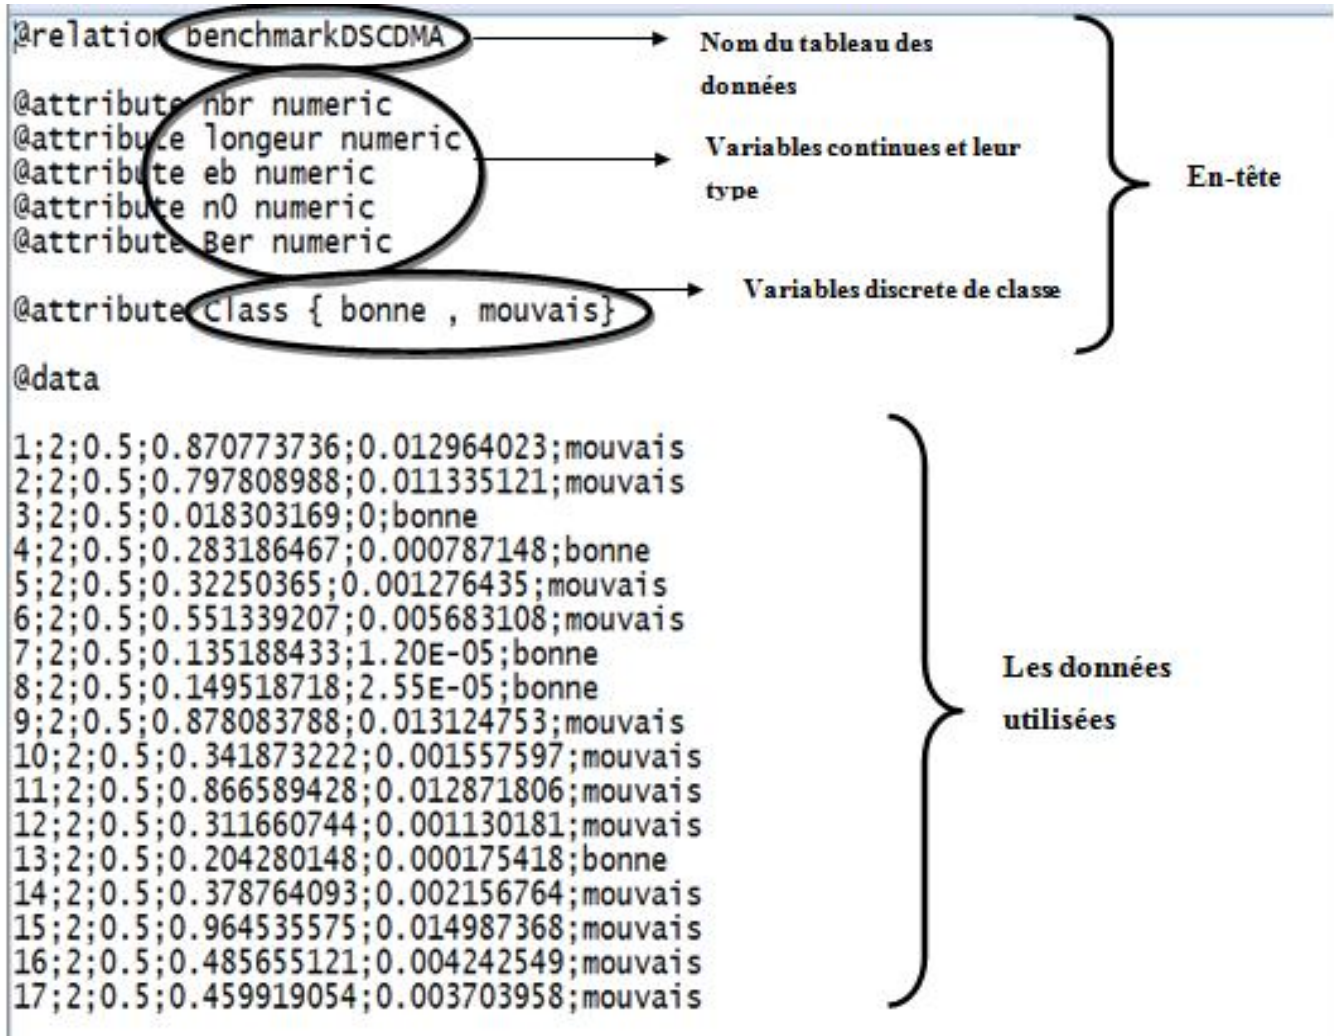 @relation benchmarkDSCDMA
Nom du tableau des
données
@attribute nbr numeric
@attribute longeur numeric
@attribute eb numeric
@attribute n0 numeric
@attribute Ber numeric
Variables continues et leur
type
En-tête
@attribute Class { bonne , mouvais}
Variables discrete de classe
@data
1;2;0.5;0.870773736;0.012964023;mouvais
2;2;0.5;0.797808988;0.011335121;mouvais
3;2;0.5;0.018303169;0;bonne
4;2;0.5;0.283186467;0.000787148;bonne
5;2;0.5;0.32250365;0.001276435;mouvais
6;2;0.5;0.551339207;0.005683108;mouvais
7;2;0.5;0.135188433;1.20E-05;bonne
8;2;0.5;0.149518718;2.55E-05;bonne
9;2;0.5;0.878083788;0.013124753;mouvais
10;2;0.5;0.341873222;0.001557597;mouvais
11;2;0.5;0.866589428;0.012871806;mouvais
12;2;0.5;0.311660744;0.001130181;mouvais
13;2;0.5;0.204280148;0.000175418;bonne
14;2;0.5;0.378764093;0.002156764;mouvais
15;2;0.5;0.964535575;0.014987368;mouvais
16;2;0.5;0.485655121;0.004242549;mouvais
17;2;0.5;0.459919054;0.003703958;mouvais
Les données
utilisées